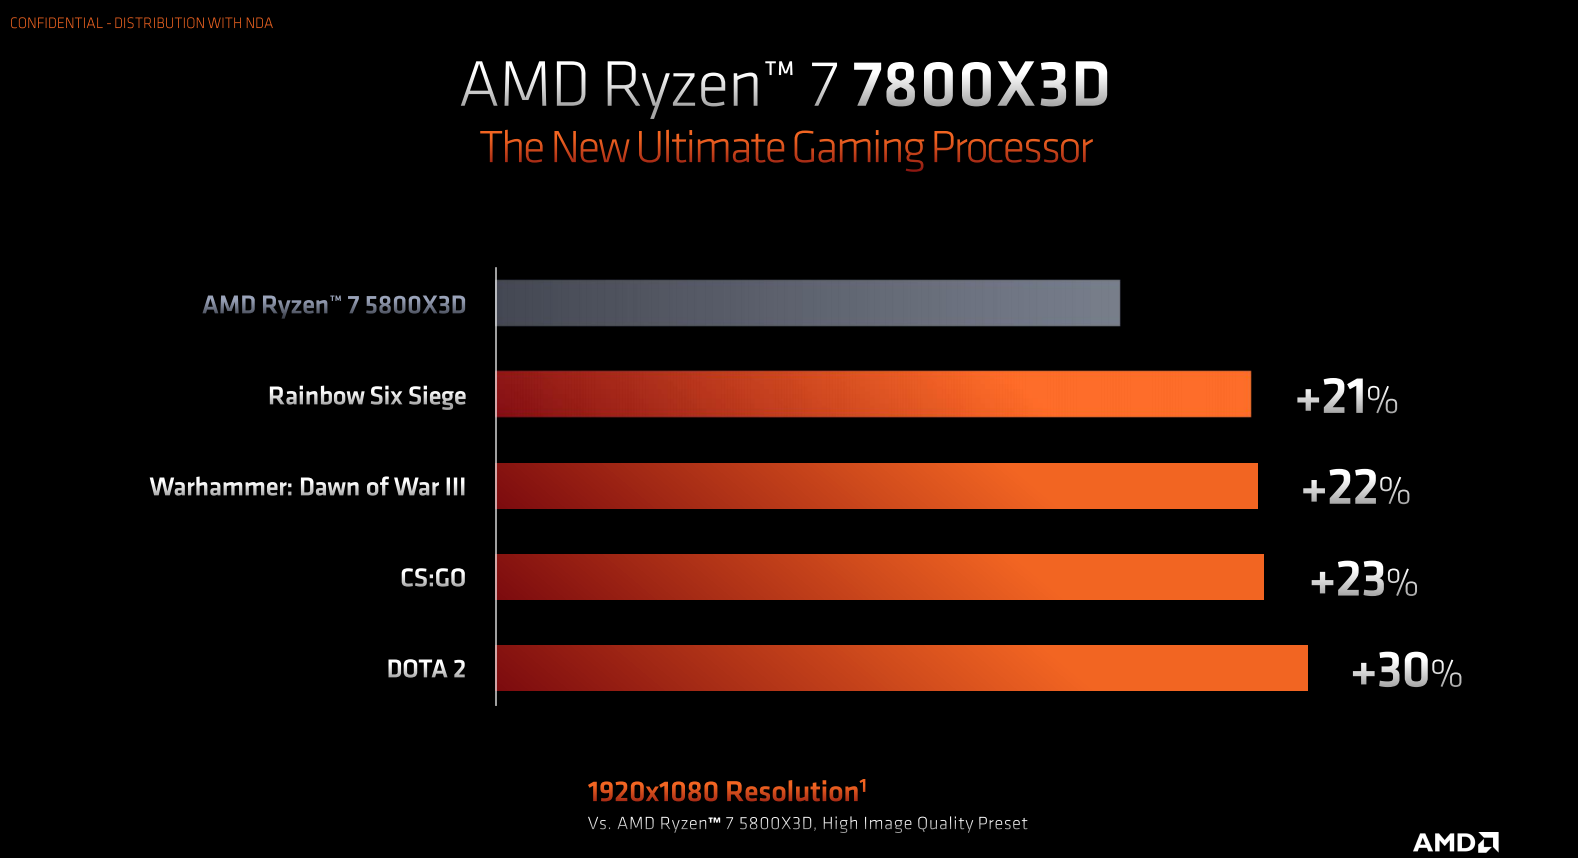 CONFIDENTIAL - DISTRIBUTION WITH NDA
AMD Ryzen™ 7 7800X3D
The New Ultimate Gaming Processor
AMD Ryzen™ 7 5800X3D
Rainbow Six Siege +21%
Warhammer: Dawn of War III +22%
CS:GO +23%
DOTA 2 +30%
1920x1080 Resolution¹
Vs. AMD Ryzen™ 7 5800X3D, High Image Quality Preset
AMD